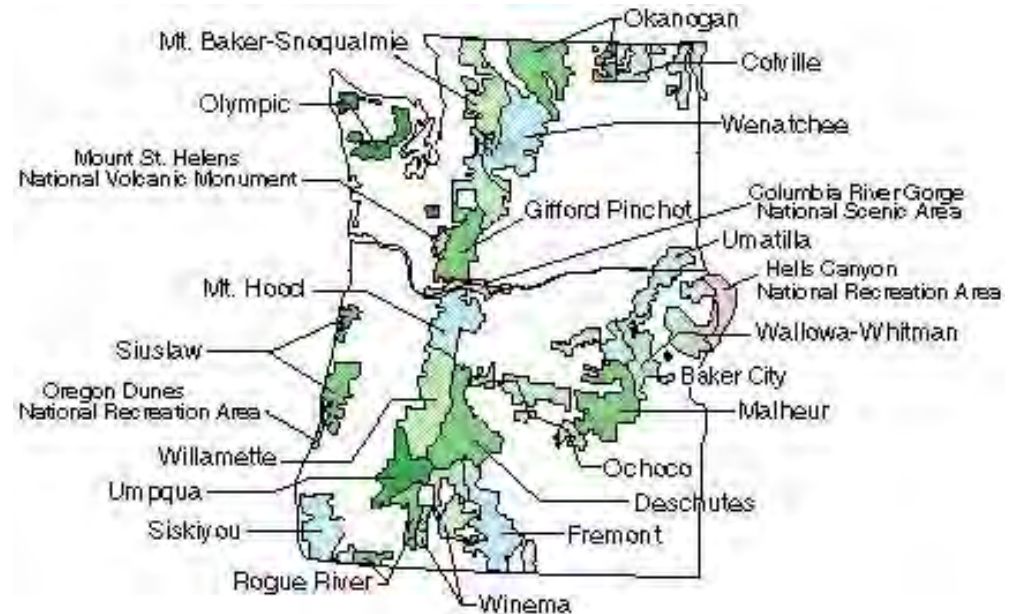 Okanogan
Mt. Baker-Snoqualmie
Colville
Olympic
Wenatchee
Mount St. Helens
National Volcanic Monument
Columbia River Gorge
National Scenic Area
Gifford Pinchot
Umatilla
Hells Canyon
National Recreation Area
Mt. Hood
Wallowa-Whitman
Siuslaw
Baker City
Oregon Dunes
National Recreation Area
Malheur
Willamette
Ochoco
Umpqua
Deschutes
Siskiyou
Fremont
Rogue River
Winema